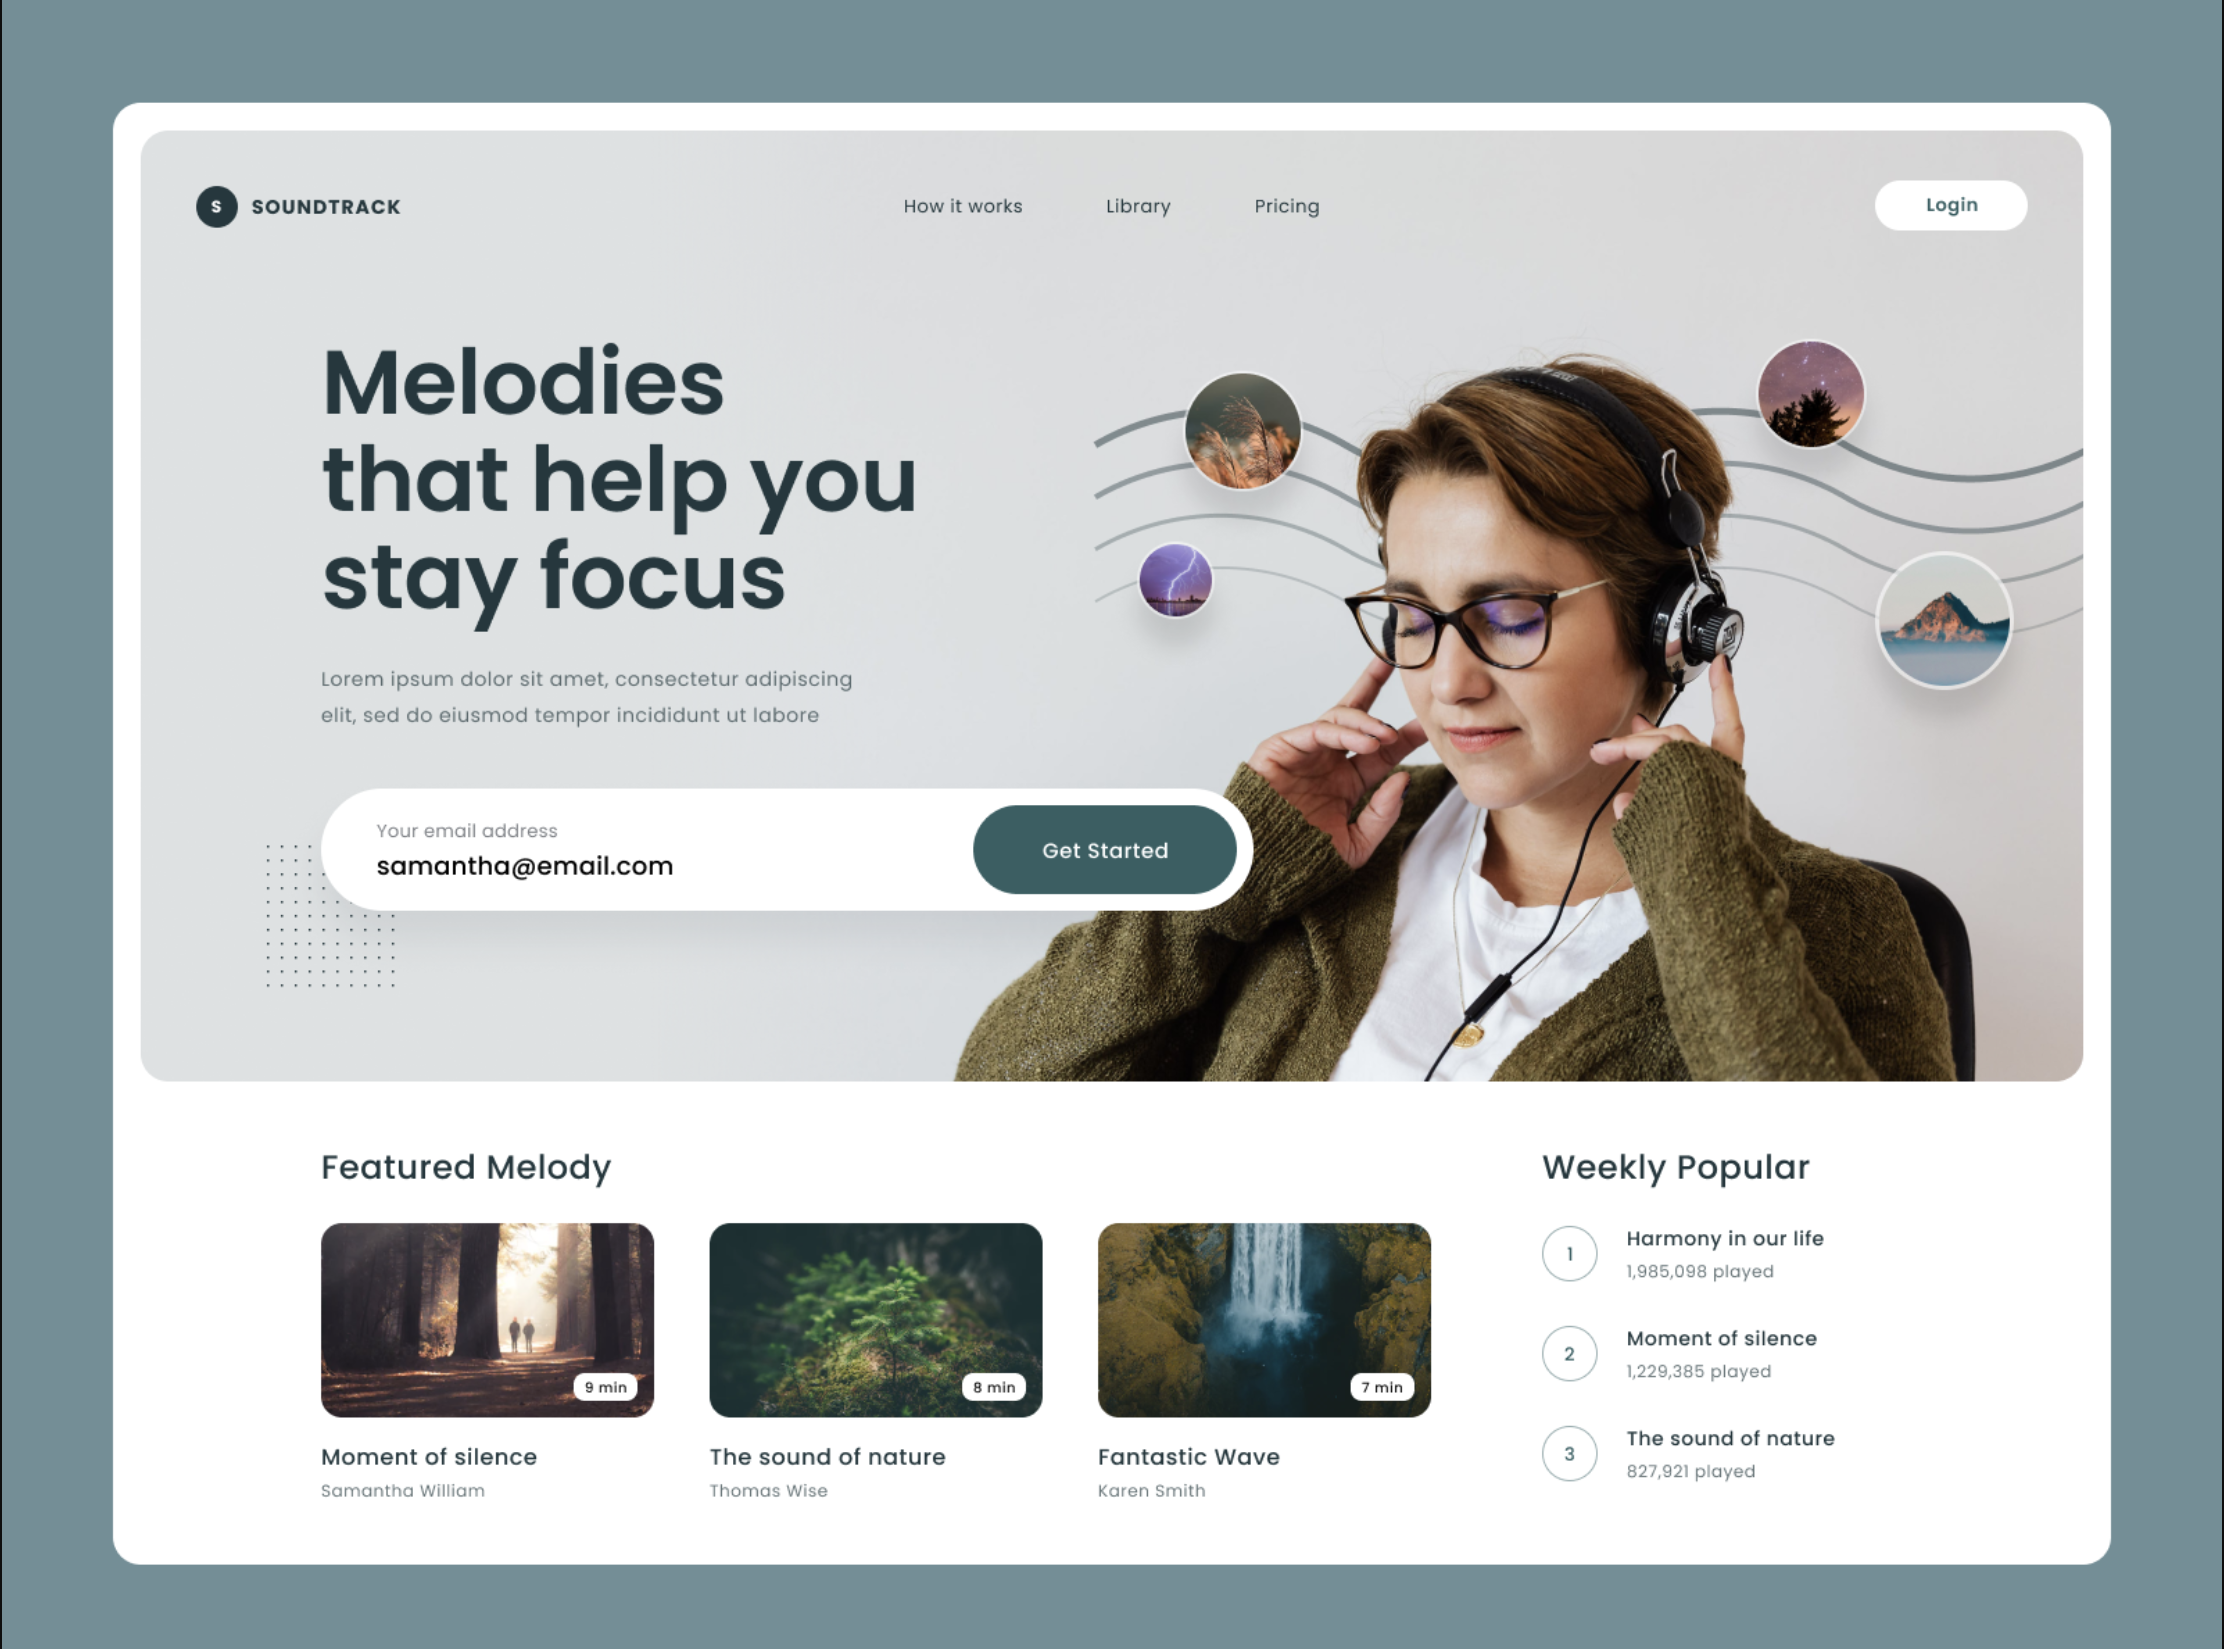 S SOUNDTRACK
How it works Library Pricing
Login
Melodies
that help you
stay focus
Lorem ipsum dolor sit amet, consectetur adipiscing
elit, sed do eiusmod tempor incididunt ut labore
Your email address
samantha@email.com
Get Started
Featured Melody
9 min
Moment of silence
Samantha William
8 min
The sound of nature
Thomas Wise
7 min
Fantastic Wave
Karen Smith
Weekly Popular
1
Harmony in our life
1,985,098 played
2
Moment of silence
1,229,385 played
3
The sound of nature
827,921 played